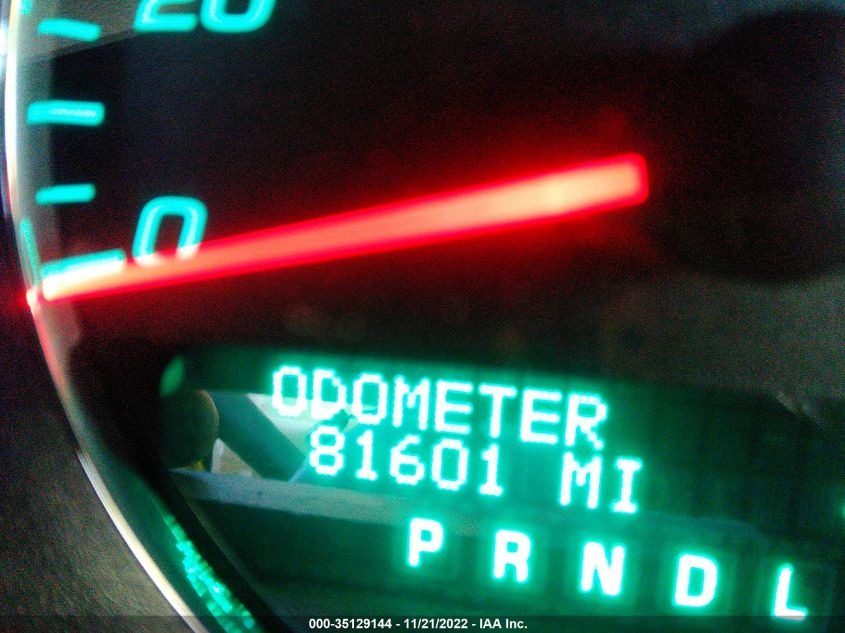 20
0
ODOMETER
81601 MI
P R N D L
000-35129144 - 11/21/2022 - IAA Inc.